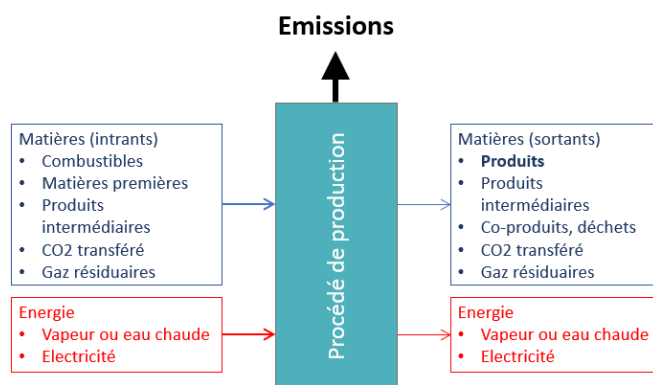 Emissions
Matières (intrants)
• Combustibles
• Matières premières
• Produits
intermédiaires
• CO2 transféré
• Gaz résiduaires
Energie
• Vapeur ou eau chaude
• Electricité
Procédé de production
Matières (sortants)
• Produits
• Produits
intermédiaires
• Co-produits, déchets
• CO2 transféré
• Gaz résiduaires
Energie
• Vapeur ou eau chaude
• Electricité